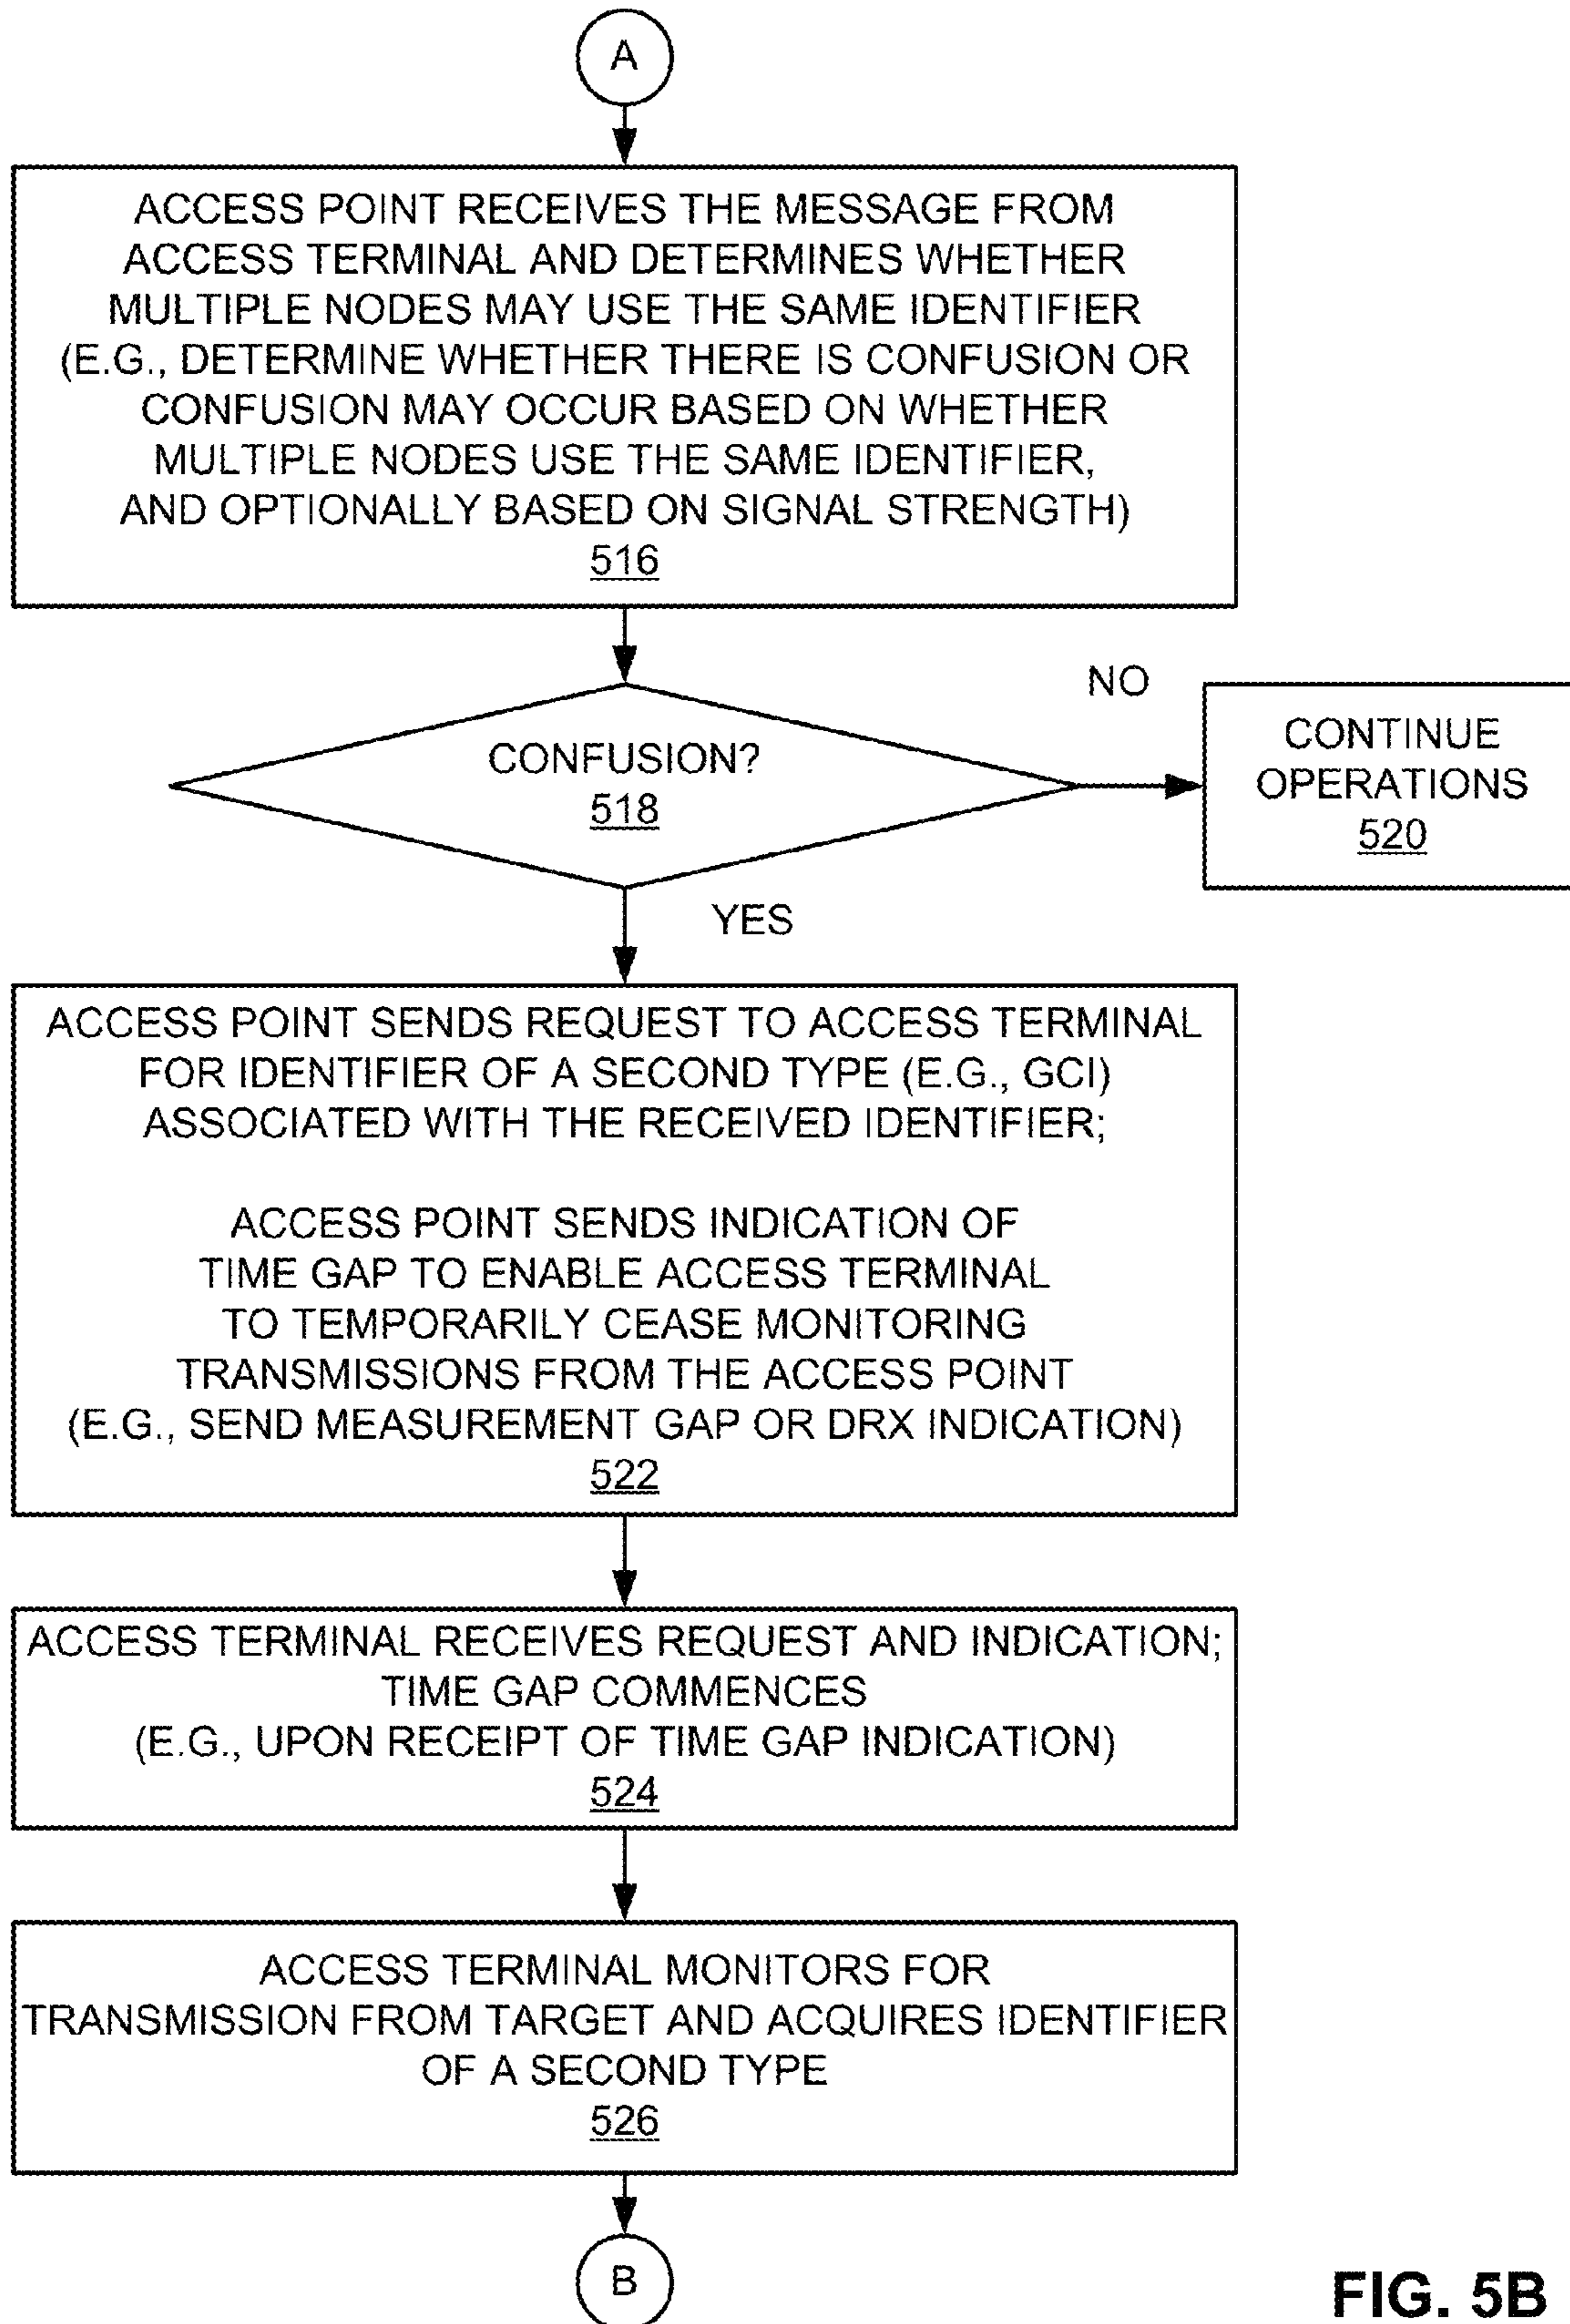 A
ACCESS POINT RECEIVES THE MESSAGE FROM
ACCESS TERMINAL AND DETERMINES WHETHER
MULTIPLE NODES MAY USE THE SAME IDENTIFIER
(E.G., DETERMINE WHETHER THERE IS CONFUSION OR
CONFUSION MAY OCCUR BASED ON WHETHER
MULTIPLE NODES USE THE SAME IDENTIFIER,
AND OPTIONALLY BASED ON SIGNAL STRENGTH)
516
CONFUSION?
518
NO
CONTINUE
OPERATIONS
520
YES
ACCESS POINT SENDS REQUEST TO ACCESS TERMINAL
FOR IDENTIFIER OF A SECOND TYPE (E.G., GCI)
ASSOCIATED WITH THE RECEIVED IDENTIFIER;
ACCESS POINT SENDS INDICATION OF
TIME GAP TO ENABLE ACCESS TERMINAL
TO TEMPORARILY CEASE MONITORING
TRANSMISSIONS FROM THE ACCESS POINT
(E.G., SEND MEASUREMENT GAP OR DRX INDICATION)
522
ACCESS TERMINAL RECEIVES REQUEST AND INDICATION;
TIME GAP COMMENCES
(E.G., UPON RECEIPT OF TIME GAP INDICATION)
524
ACCESS TERMINAL MONITORS FOR
TRANSMISSION FROM TARGET AND ACQUIRES IDENTIFIER
OF A SECOND TYPE
526
B
FIG. 5B